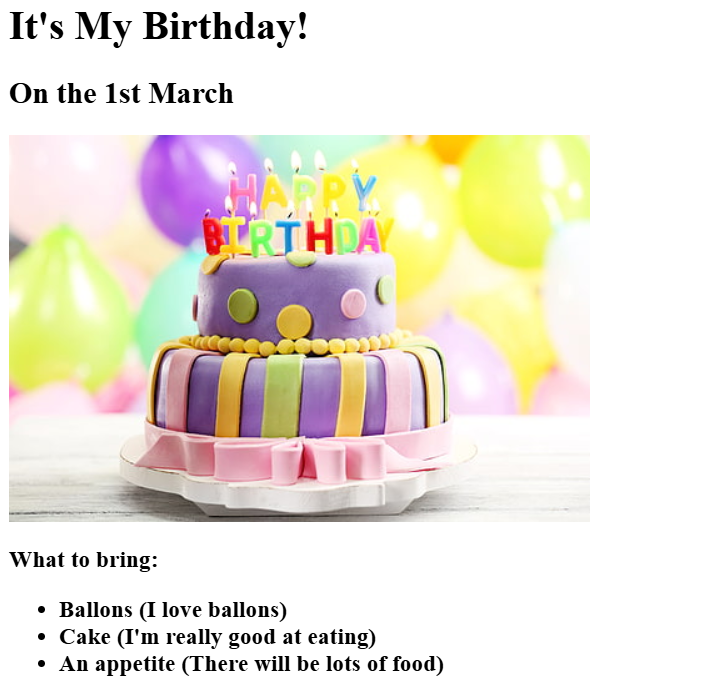 It's My Birthday!
On the 1st March
HAPPY
BIRTHDAY
What to bring:
Ballons (I love ballons)
Cake (I'm really good at eating)
An appetite (There will be lots of food)